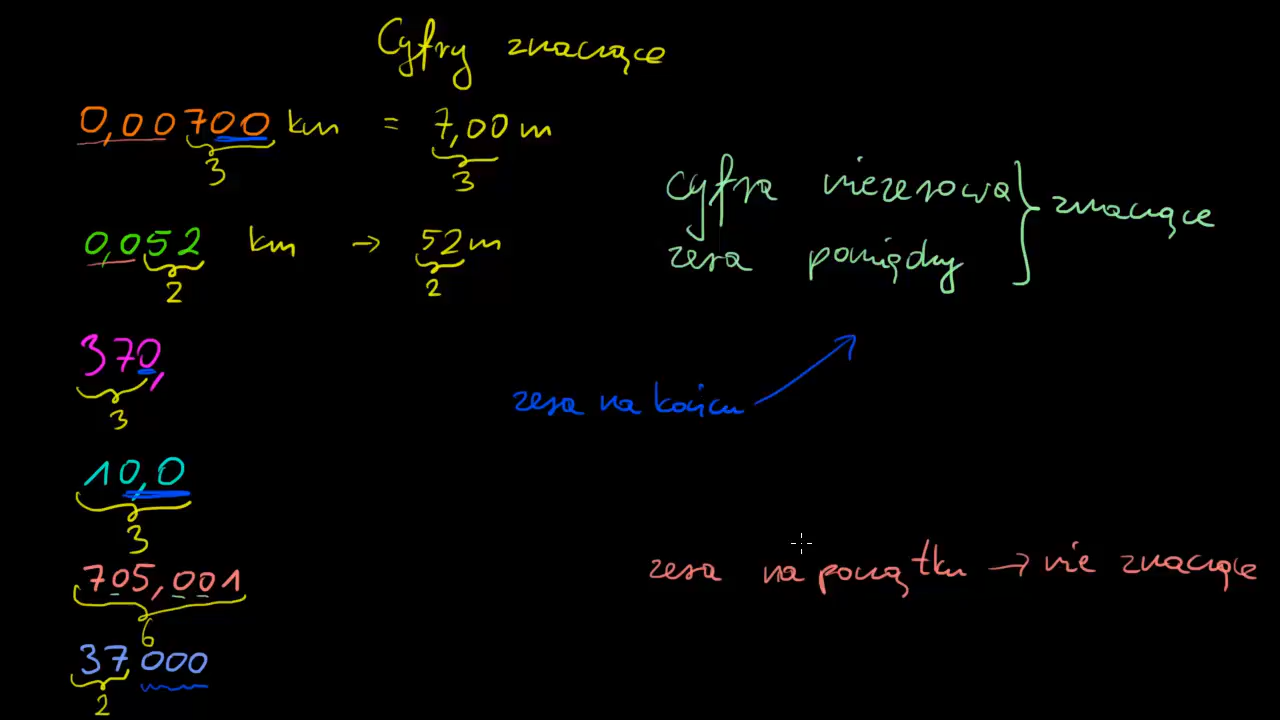 Cyfry znaczące
0,00700 km = 7,00 m
3 3
cyfra niezerowa
znaczące
0,052 km → 52 m
zera pomiędzy
2 2
370,
3
zera na końcu
10,0
3
zera na początku → nie znaczące
705,001
6
37 000
2